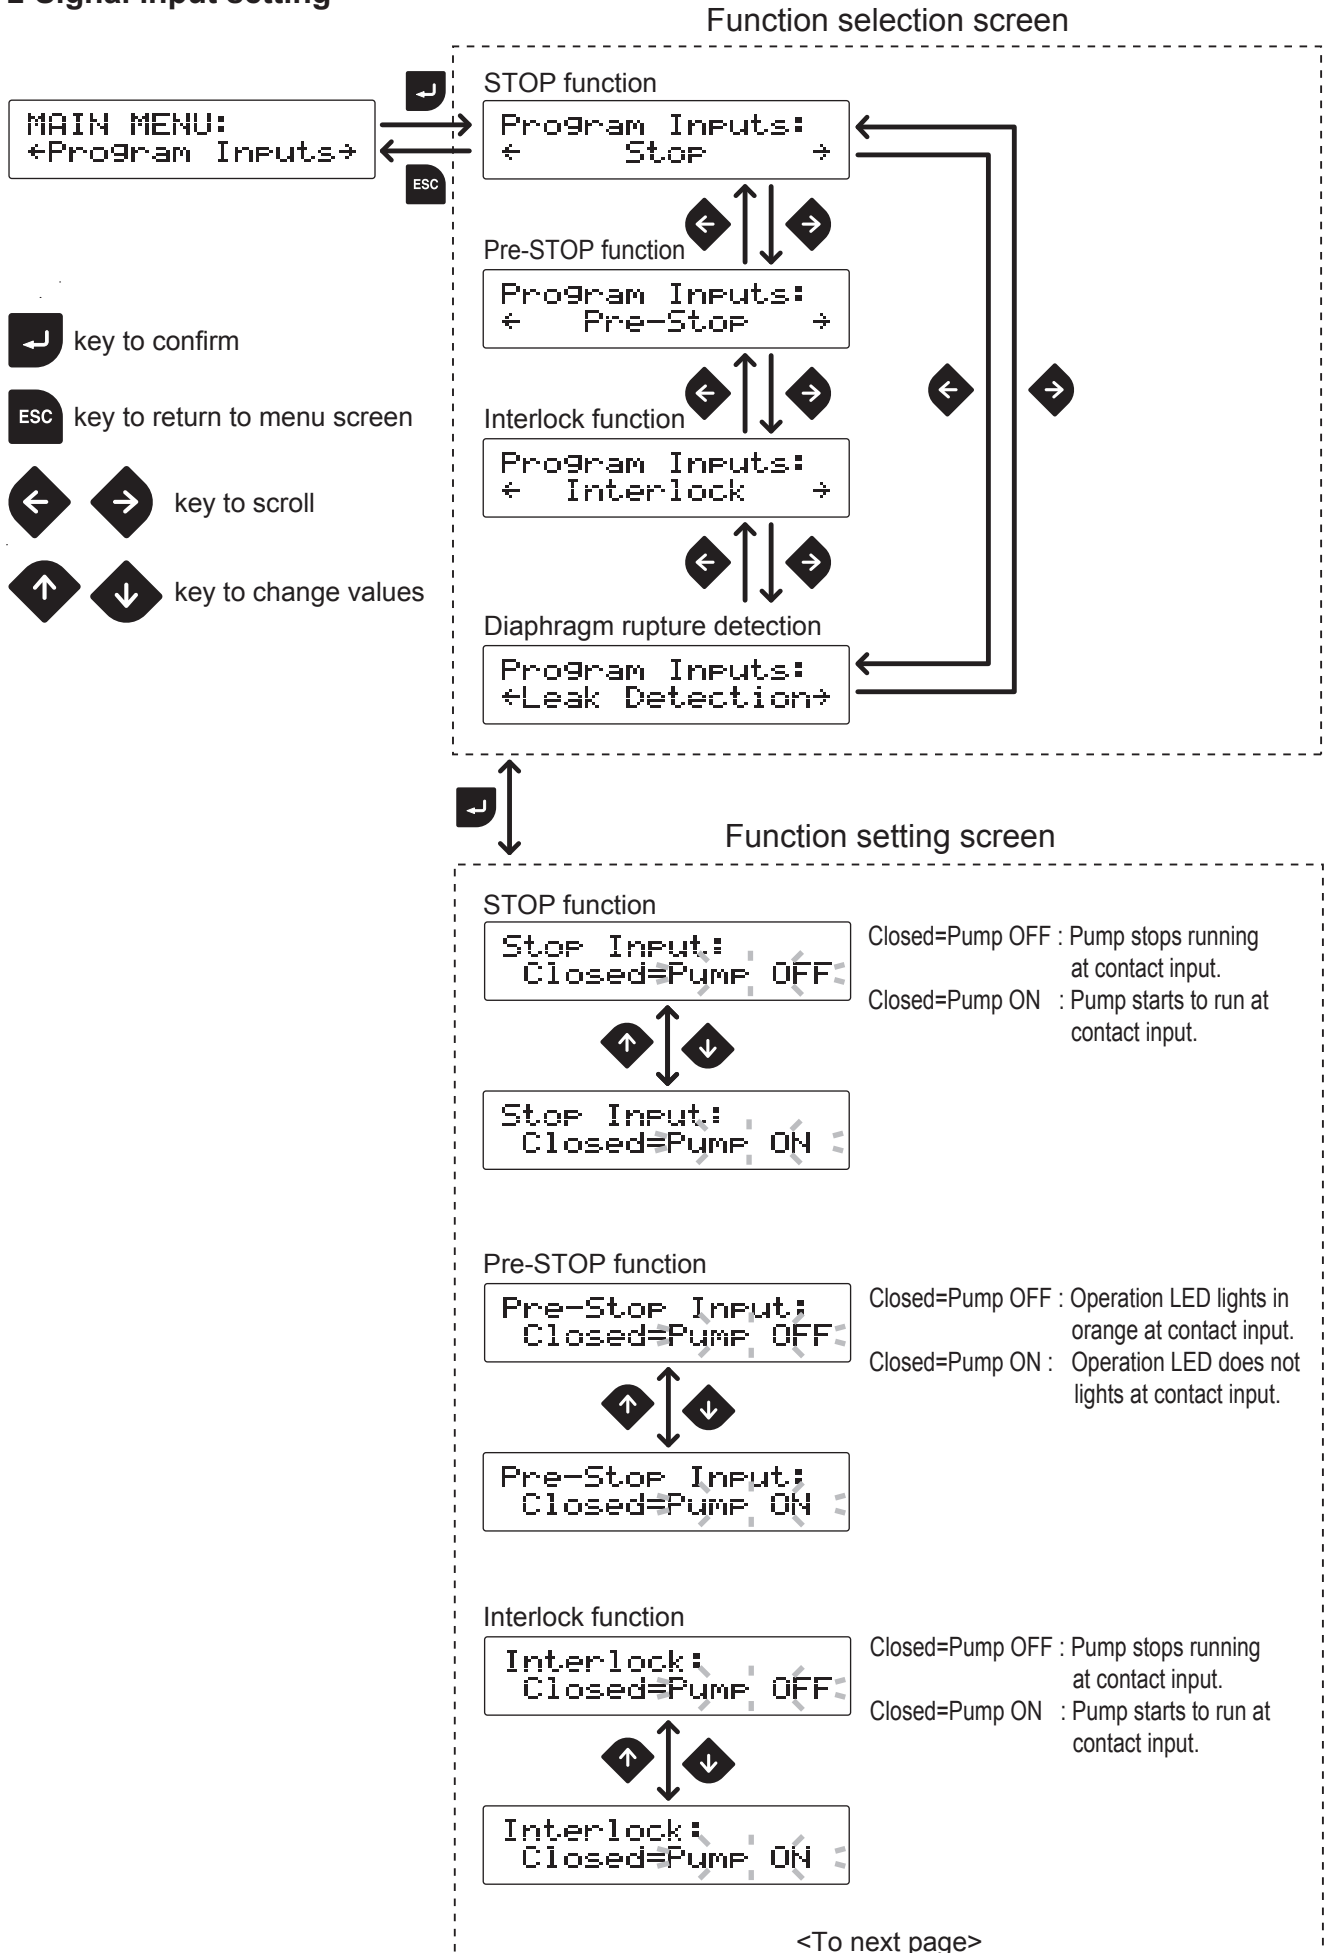 2 Signal input setting
Function selection screen
STOP function
MAIN MENU:
←Program Inputs→
Program Inputs:
← Stop →
ESC
Pre-STOP function
Program Inputs:
← Pre-Stop →
key to confirm
ESC key to return to menu screen
Interlock function
Program Inputs:
← Interlock →
← → key to scroll
↑ ↓ key to change values
Diaphragm rupture detection
Program Inputs:
←Leak Detection→
Function setting screen
STOP function
Stop Input:
Closed=Pump OFF
Closed=Pump OFF : Pump stops running
at contact input.
Closed=Pump ON : Pump starts to run at
contact input.
Stop Input:
Closed=Pump ON
Pre-STOP function
Pre-Stop Input:
Closed=Pump OFF
Closed=Pump OFF : Operation LED lights in
orange at contact input.
Closed=Pump ON : Operation LED does not
lights at contact input.
Pre-Stop Input:
Closed=Pump ON
Interlock function
Interlock:
Closed=Pump OFF
Closed=Pump OFF : Pump stops running
at contact input.
Closed=Pump ON : Pump starts to run at
contact input.
Interlock:
Closed=Pump ON
<To next page>